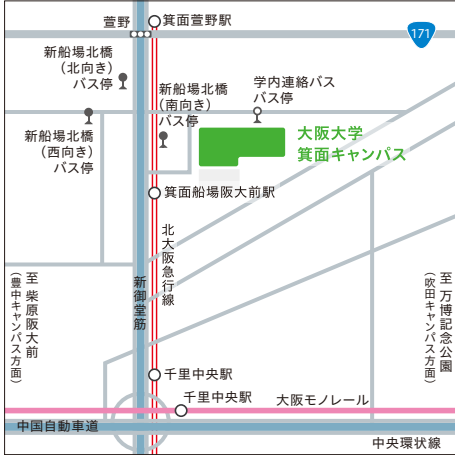 萱野
箕面萱野駅
171
新船場北橋
（北向き）
バス停
新船場北橋
（南向き）
バス停
学内連絡バス
バス停
新船場北橋
（西向き）
バス停
大阪大学
箕面キャンパス
箕面船場阪大前駅
北大阪急行線
新御堂筋
至 柴原阪大前
（豊中キャンパス方面）
至 万博記念公園
（吹田キャンパス方面）
千里中央駅
千里中央駅
大阪モノレール
中国自動車道
中央環状線